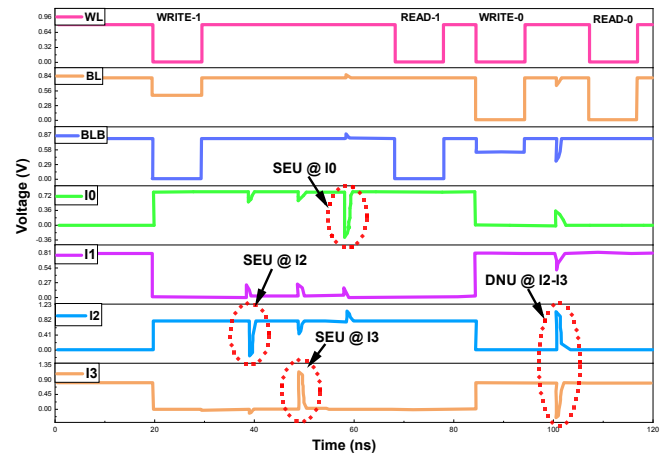 WL
WRITE-1
READ-1
WRITE-0
READ-0
0.96
0.64
0.32
0.00
BL
0.84
0.56
0.28
0.00
BLB
0.87
0.58
0.29
0.00
SEU @ I0
I0
0.72
0.36
0.00
-0.36
I1
0.81
0.54
0.27
0.00
SEU @ I2
DNU @ I2-I3
I2
1.23
0.82
0.41
0.00
SEU @ I3
I3
1.35
0.90
0.45
0.00
0
20
40
60
80
100
120
Time (ns)
Voltage (V)